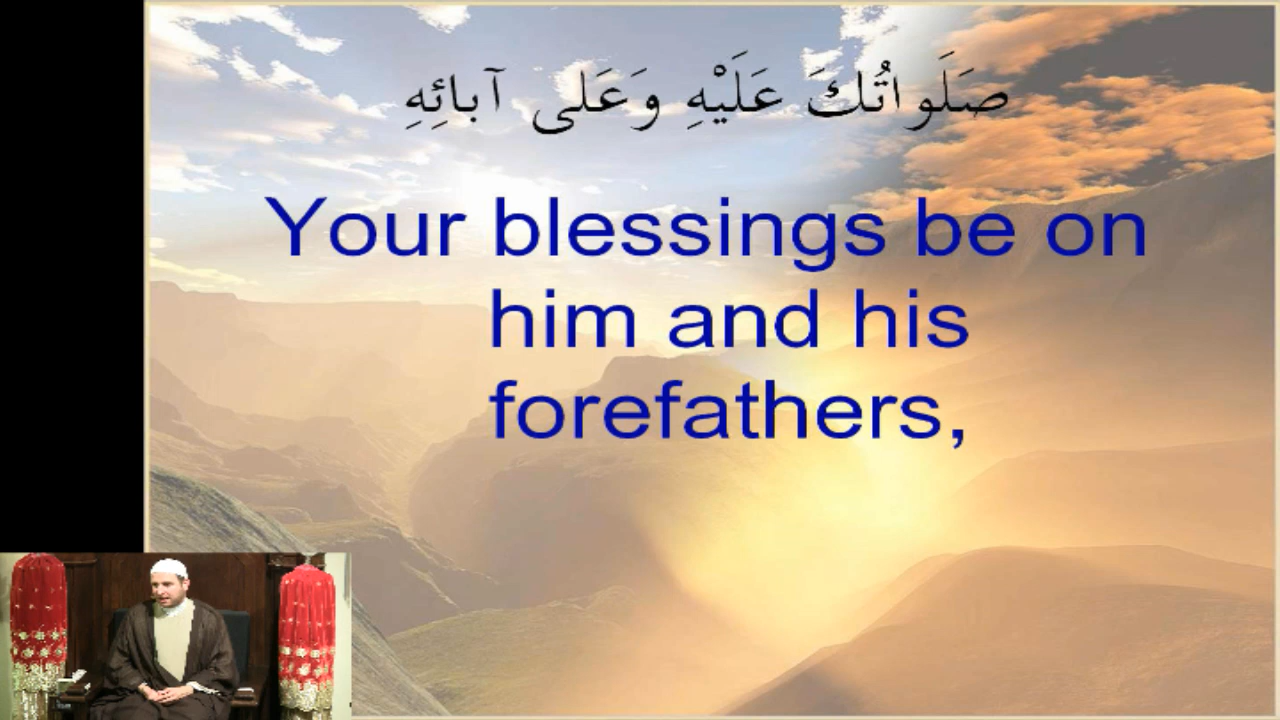 صَلَواتُكَ عَلَيْهِ وَعَلى آبائِهِ
Your blessings be on
him and his
forefathers,